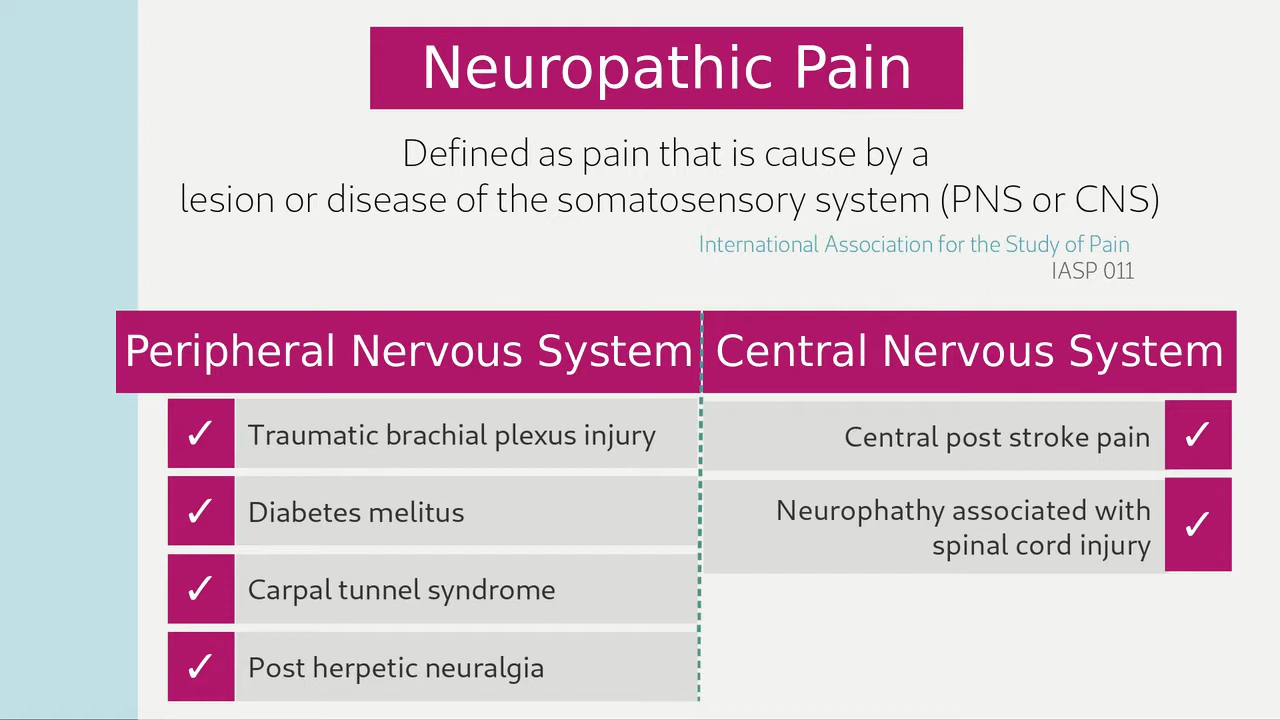 Neuropathic Pain
Defined as pain that is cause by a
lesion or disease of the somatosensory system (PNS or CNS)
International Association for the Study of Pain
IASP 011
Peripheral Nervous System
✓ Traumatic brachial plexus injury
✓ Diabetes melitus
✓ Carpal tunnel syndrome
✓ Post herpetic neuralgia
Central Nervous System
Central post stroke pain ✓
Neurophathy associated with
spinal cord injury ✓